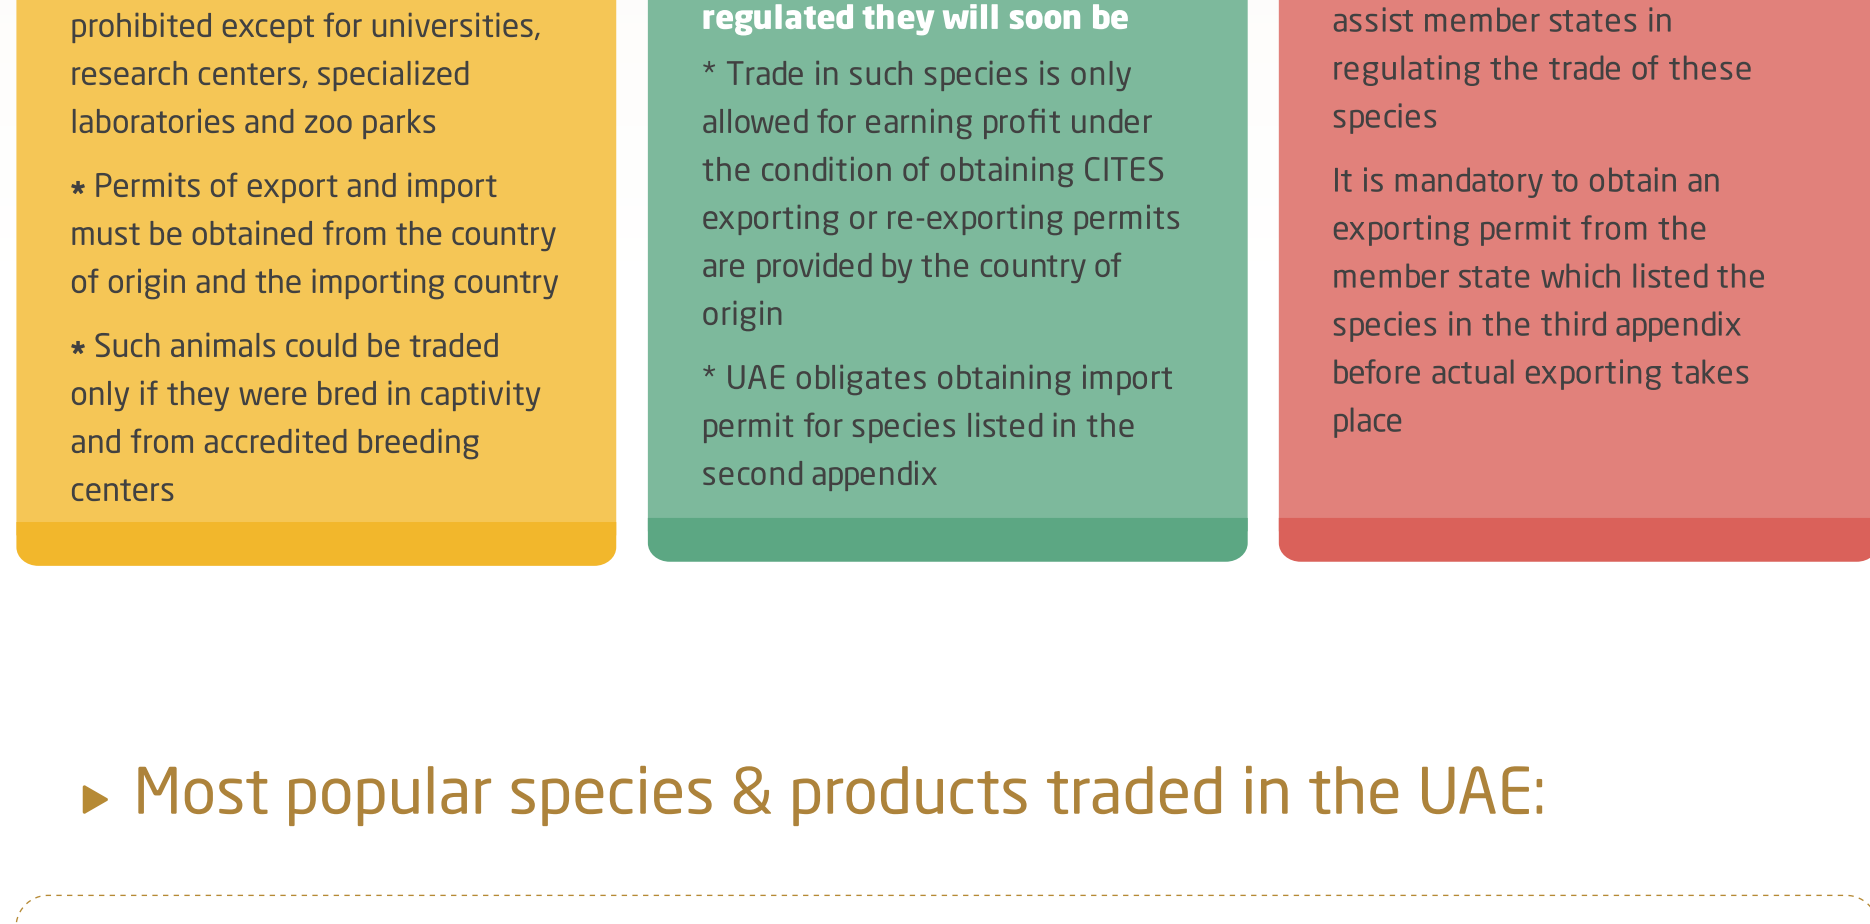 prohibited except for universities,
research centers, specialized
laboratories and zoo parks
* Permits of export and import
must be obtained from the country
of origin and the importing country
* Such animals could be traded
only if they were bred in captivity
and from accredited breeding
centers
regulated they will soon be
* Trade in such species is only
allowed for earning profit under
the condition of obtaining CITES
exporting or re-exporting permits
are provided by the country of
origin
* UAE obligates obtaining import
permit for species listed in the
second appendix
assist member states in
regulating the trade of these
species
It is mandatory to obtain an
exporting permit from the
member state which listed the
species in the third appendix
before actual exporting takes
place
Most popular species & products traded in the UAE: